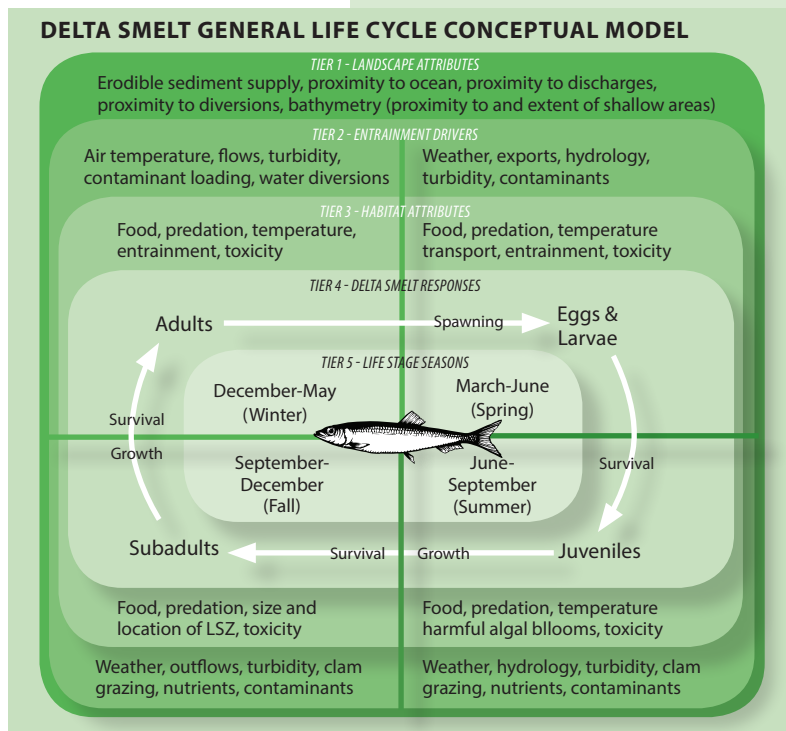 DELTA SMELT GENERAL LIFE CYCLE CONCEPTUAL MODEL
TIER 1 - LANDSCAPE ATTRIBUTES
Erodible sediment supply, proximity to ocean, proximity to discharges,
proximity to diversions, bathymetry (proximity to and extent of shallow areas)
TIER 2 - ENTRAINMENT DRIVERS
Air temperature, flows, turbidity,
contaminant loading, water diversions
Weather, exports, hydrology,
turbidity, contaminants
TIER 3 - HABITAT ATTRIBUTES
Food, predation, temperature,
entrainment, toxicity
Food, predation, temperature
transport, entrainment, toxicity
TIER 4 - DELTA SMELT RESPONSES
Adults
Spawning
Eggs &
Larvae
TIER 5 - LIFE STAGE SEASONS
December-May
(Winter)
March-June
(Spring)
Survival
Growth
September-
December
(Fall)
June-
September
(Summer)
Survival
Subadults
Survival
Growth
Juveniles
Food, predation, size and
location of LSZ, toxicity
Food, predation, temperature
harmful algal bllooms, toxicity
Weather, outflows, turbidity, clam
grazing, nutrients, contaminants
Weather, hydrology, turbidity, clam
grazing, nutrients, contaminants